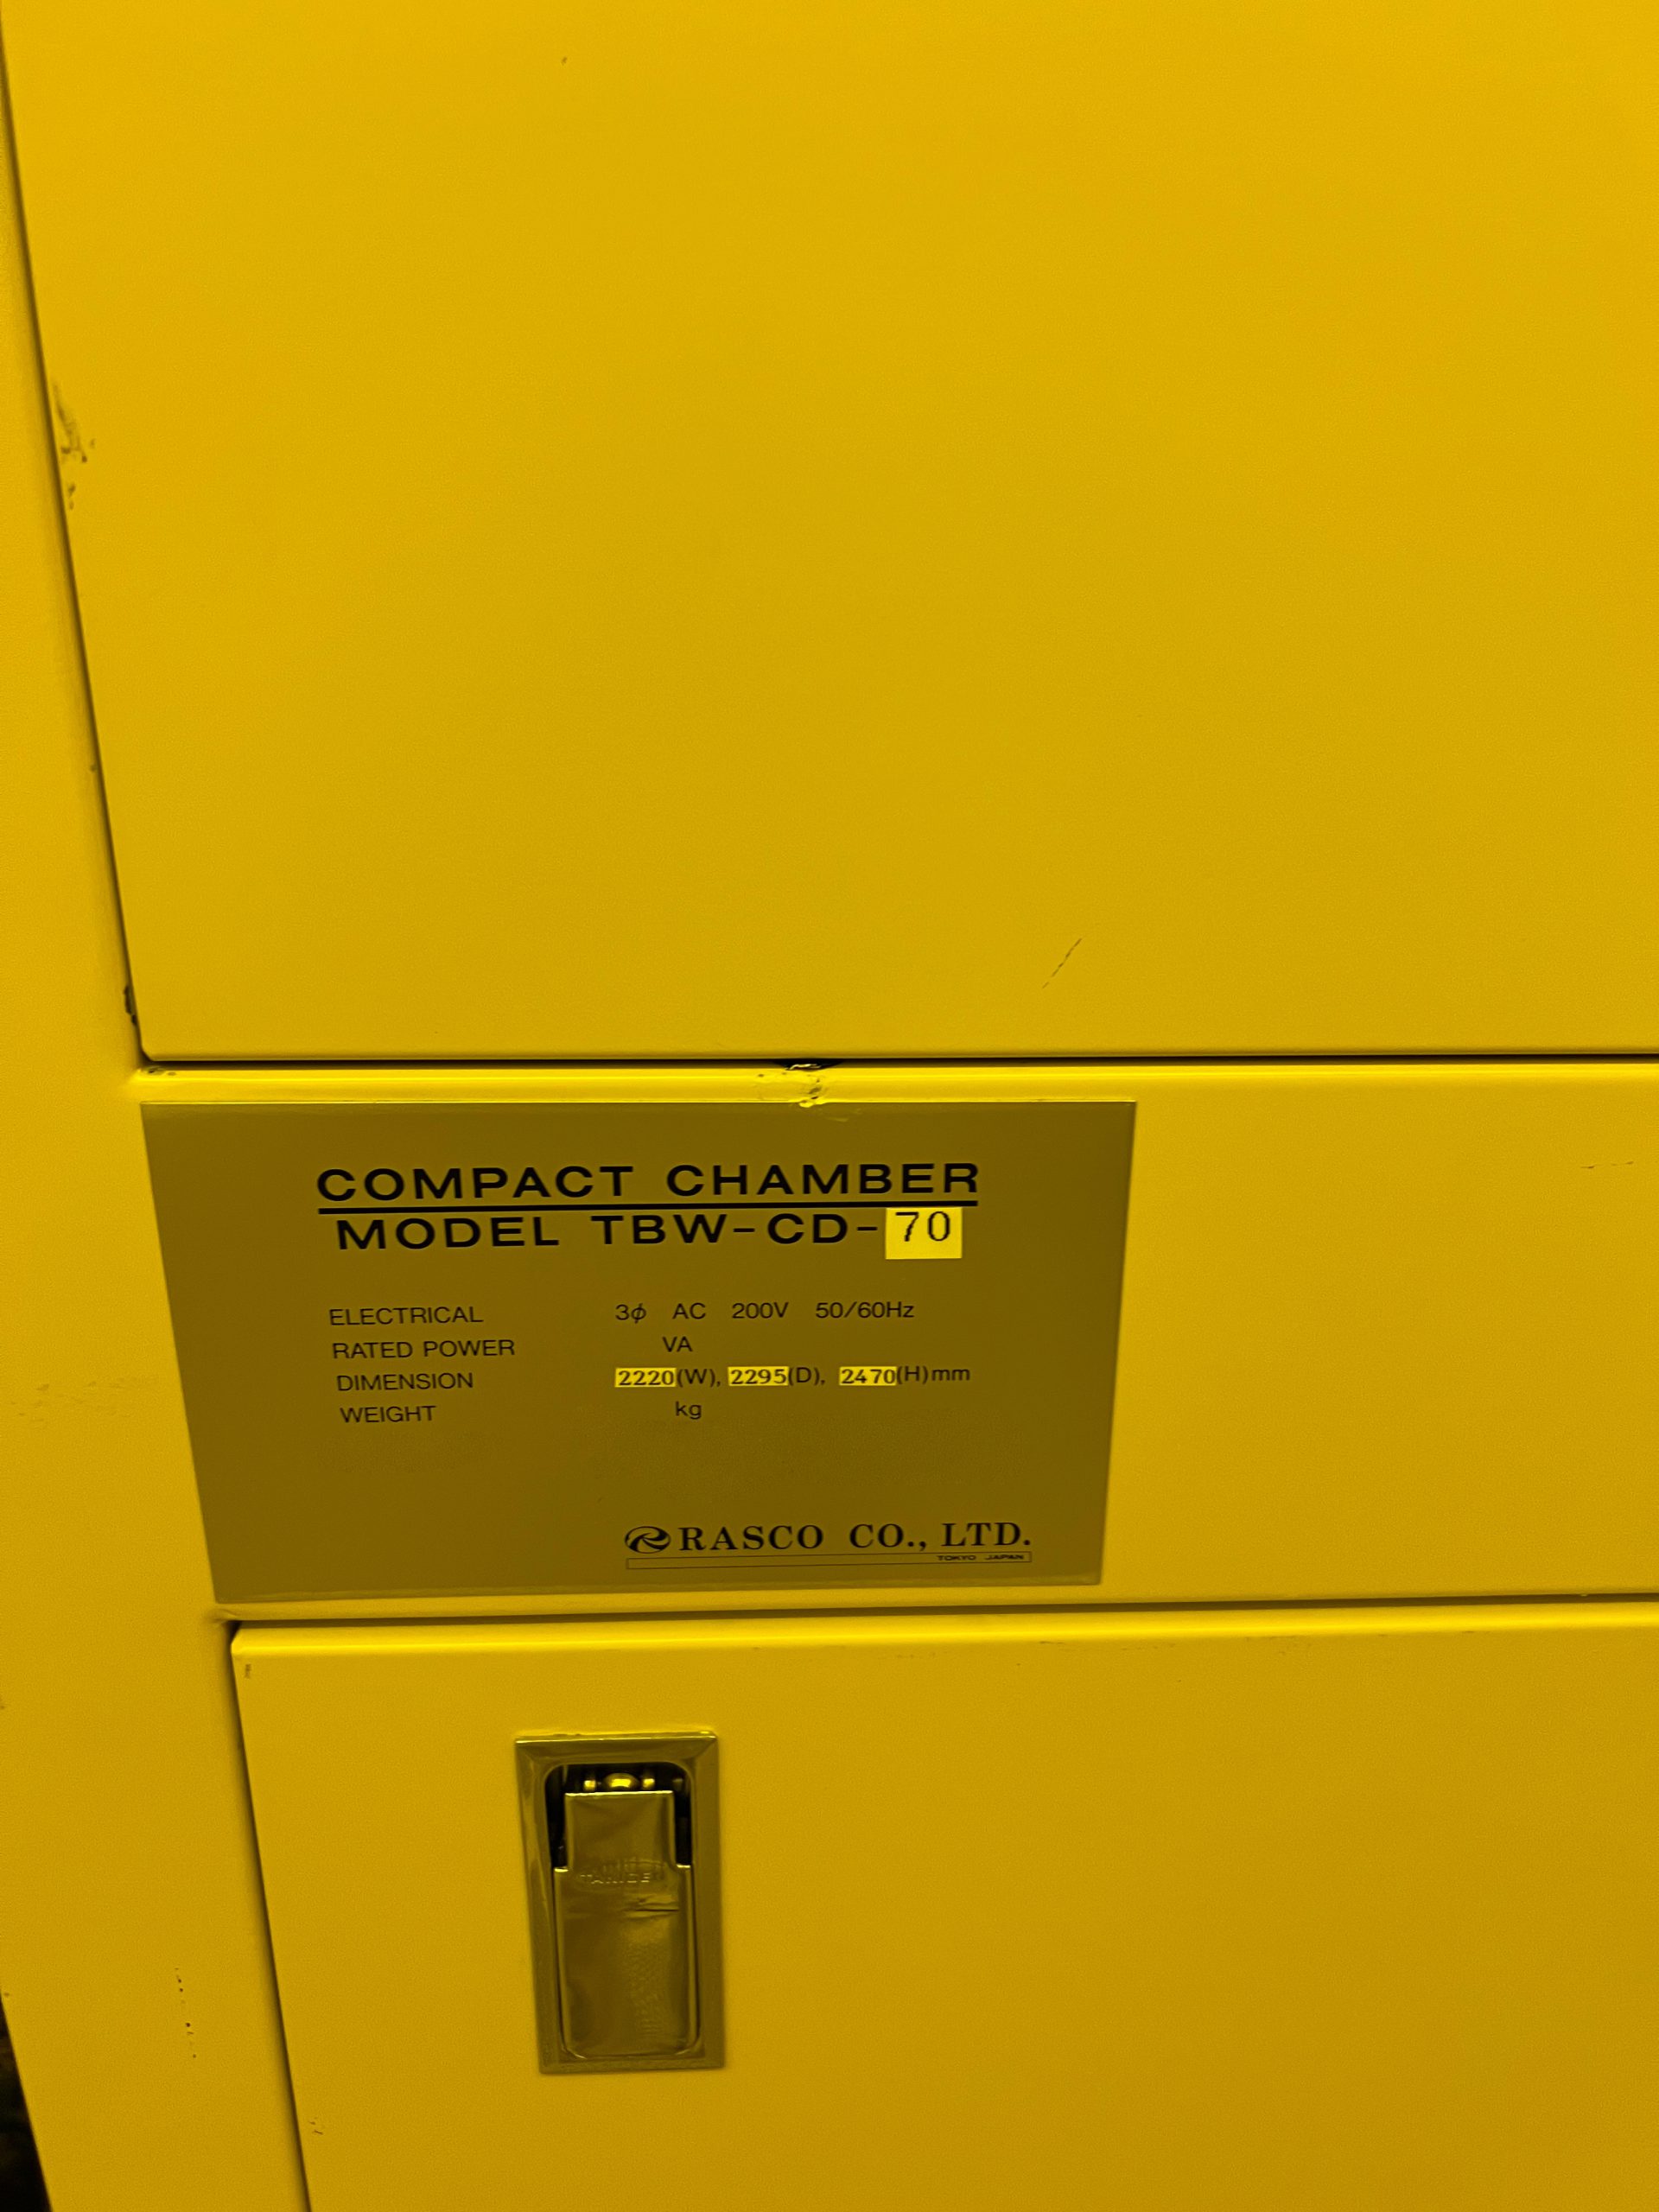 COMPACT CHAMBER
MODEL TBW-CD-70
ELECTRICAL 3ϕ AC 200V 50/60Hz
RATED POWER VA
DIMENSION 2220(W), 2295(D), 2470(H)mm
WEIGHT kg
RASCO CO., LTD.
TOKYO JAPAN